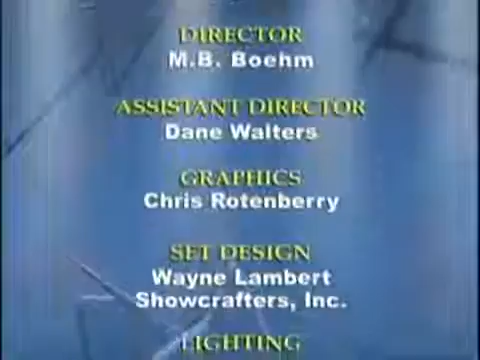 DIRECTOR
M.B. Boehm
ASSISTANT DIRECTOR
Dane Walters
GRAPHICS
Chris Rotenberry
SET DESIGN
Wayne Lambert
Showcrafters, Inc.
LIGHTING